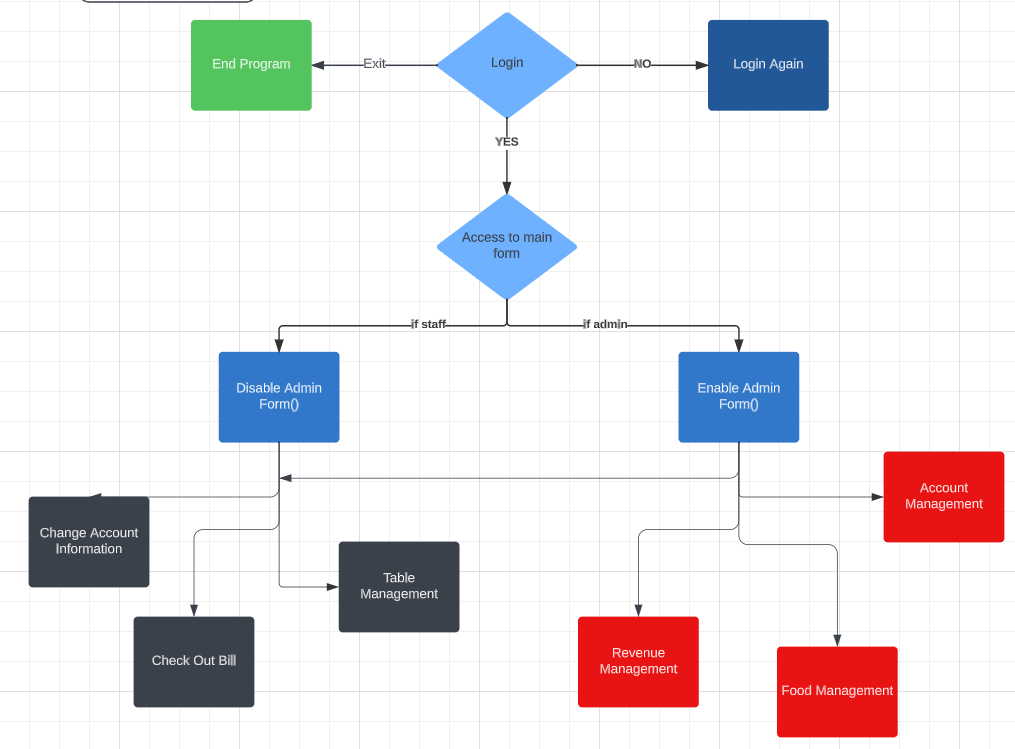 End Program
Exit
Login
NO
Login Again
YES
Access to main
form
if staff
if admin
Disable Admin
Form()
Enable Admin
Form()
Account
Management
Change Account
Information
Table
Management
Check Out Bill
Revenue
Management
Food Management